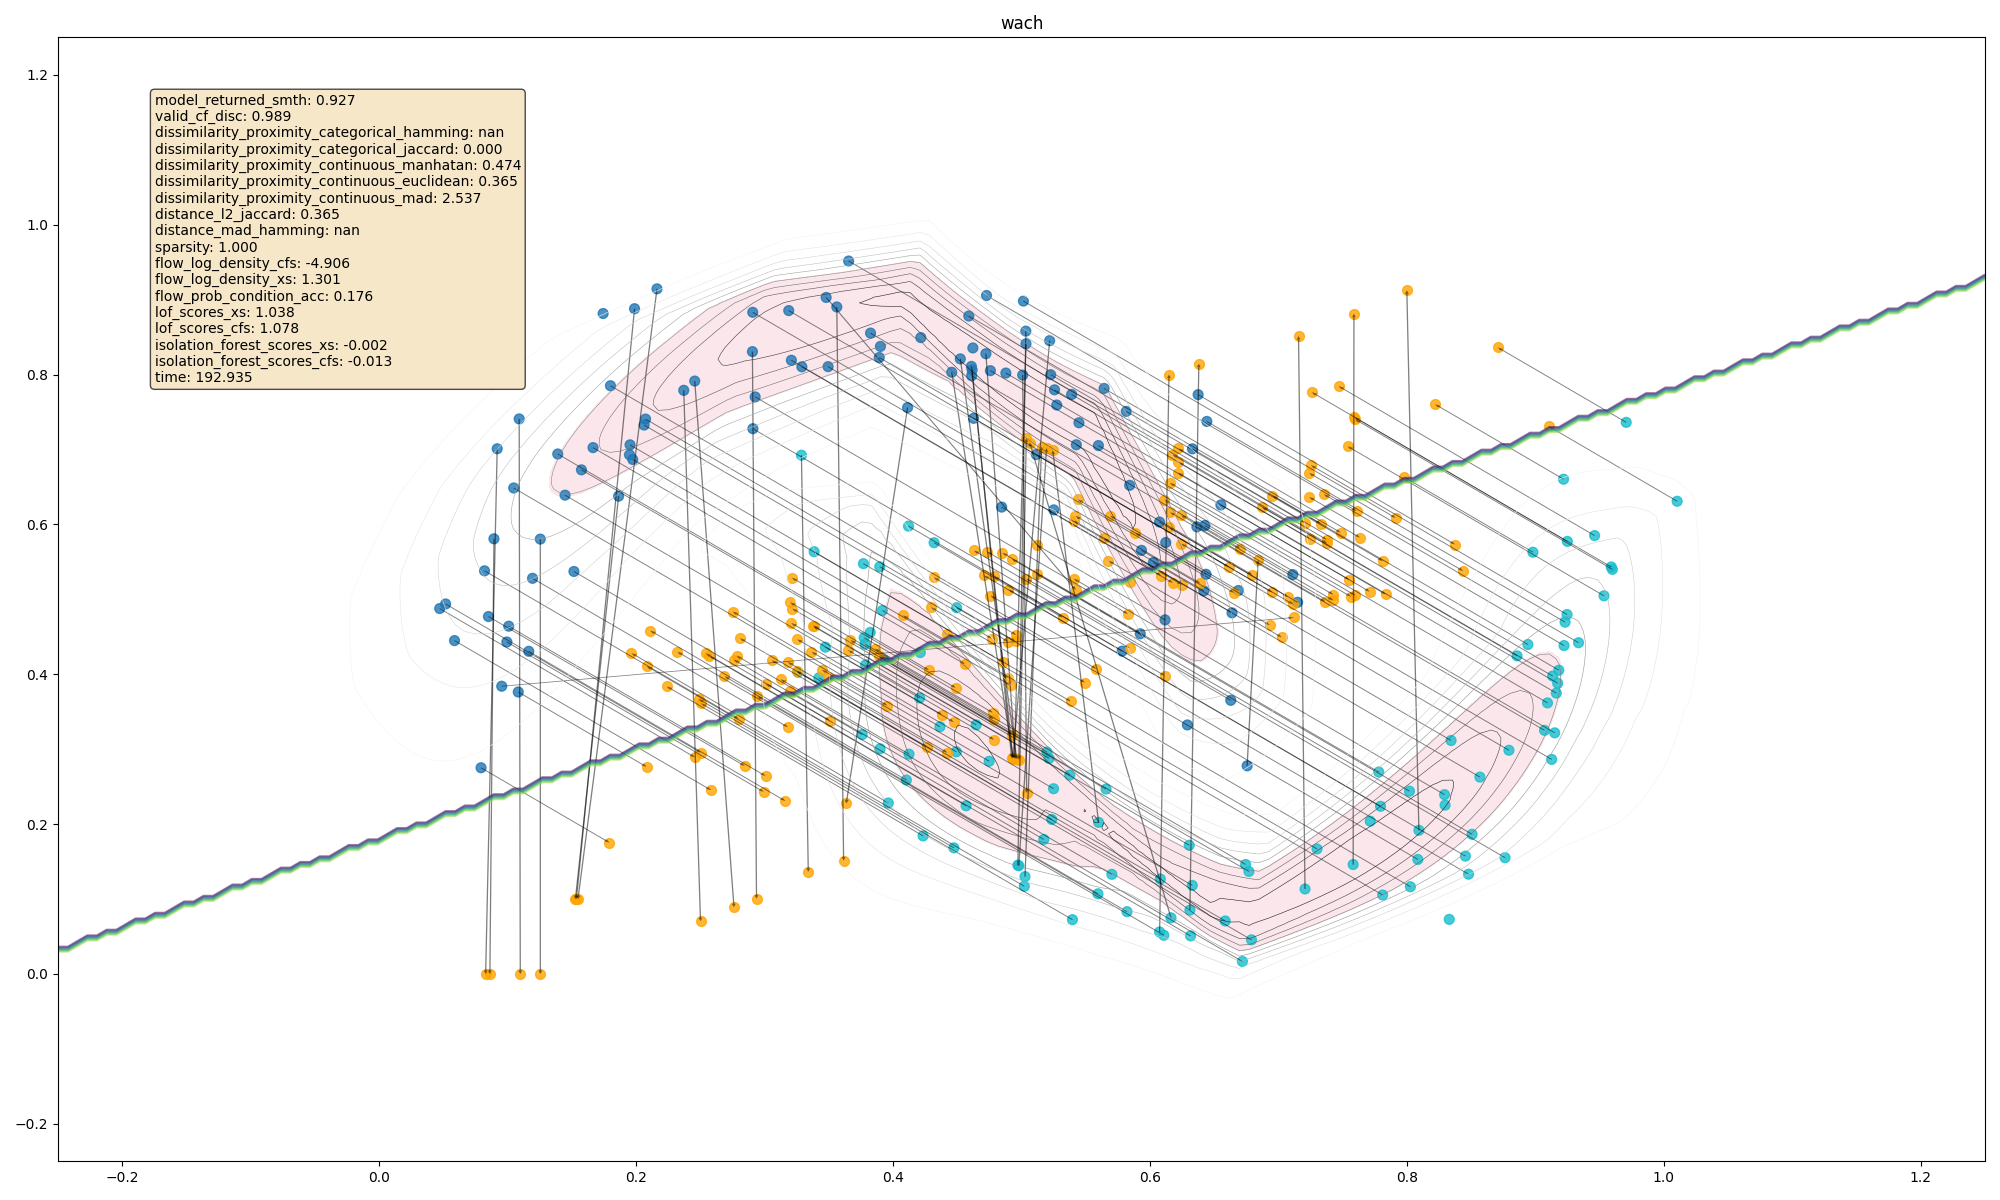 wach
model_returned_smth: 0.927
valid_cf_disc: 0.989
dissimilarity_proximity_categorical_hamming: nan
dissimilarity_proximity_categorical_jaccard: 0.000
dissimilarity_proximity_continuous_manhatan: 0.474
dissimilarity_proximity_continuous_euclidean: 0.365
dissimilarity_proximity_continuous_mad: 2.537
distance_l2_jaccard: 0.365
distance_mad_hamming: nan
sparsity: 1.000
flow_log_density_cfs: -4.906
flow_log_density_xs: 1.301
flow_prob_condition_acc: 0.176
lof_scores_xs: 1.038
lof_scores_cfs: 1.078
isolation_forest_scores_xs: -0.002
isolation_forest_scores_cfs: -0.013
time: 192.935
1.2
1.0
0.8
0.6
0.4
0.2
0.0
−0.2
−0.2 0.0 0.2 0.4 0.6 0.8 1.0 1.2